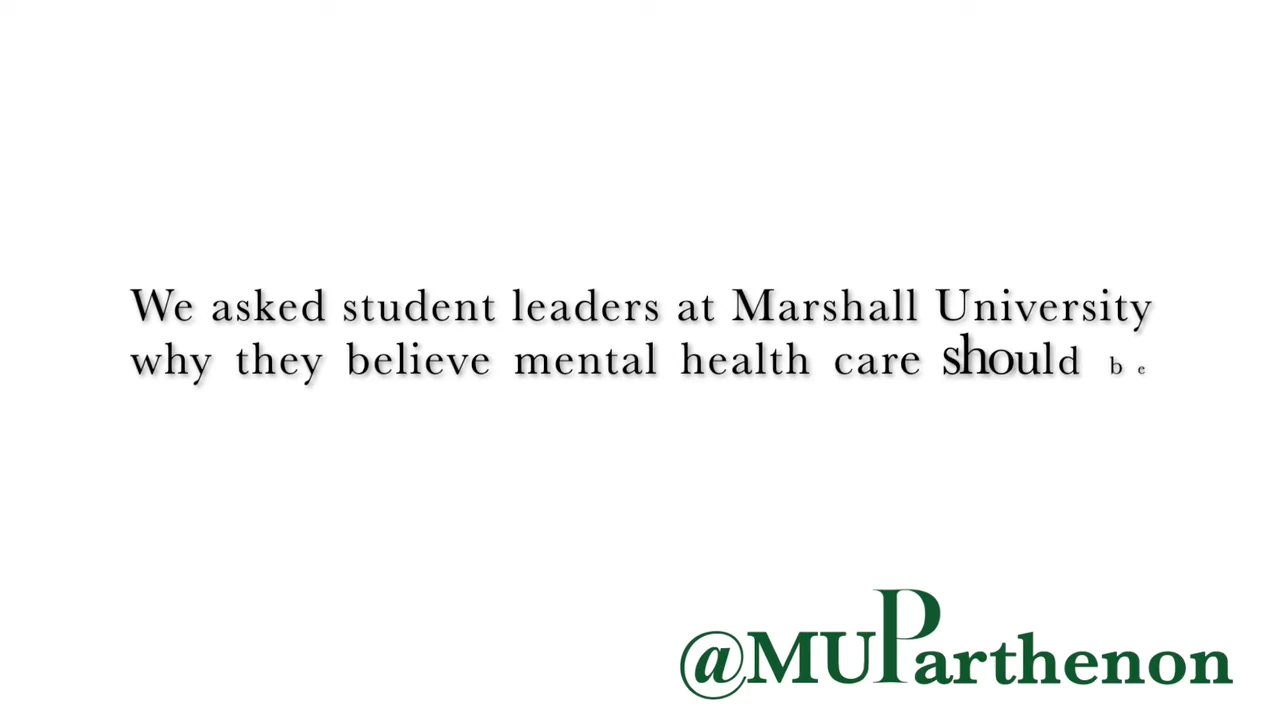 We asked student leaders at Marshall University
why they believe mental health care should be
@MUParthenon